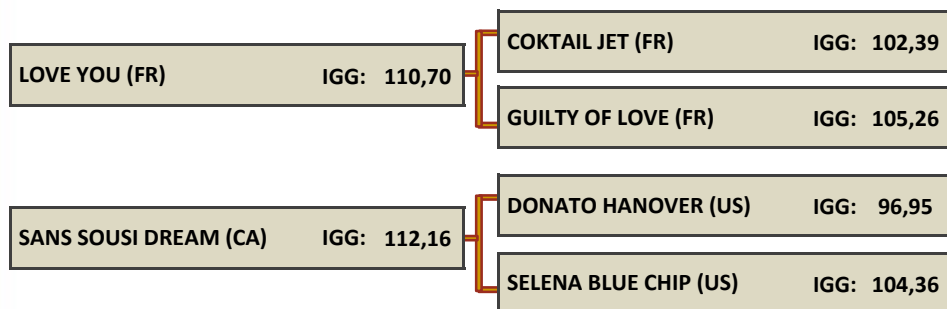 COKTAIL JET (FR) IGG: 102,39
LOVE YOU (FR) IGG: 110,70
GUILTY OF LOVE (FR) IGG: 105,26
DONATO HANOVER (US) IGG: 96,95
SANS SOUSI DREAM (CA) IGG: 112,16
SELENA BLUE CHIP (US) IGG: 104,36